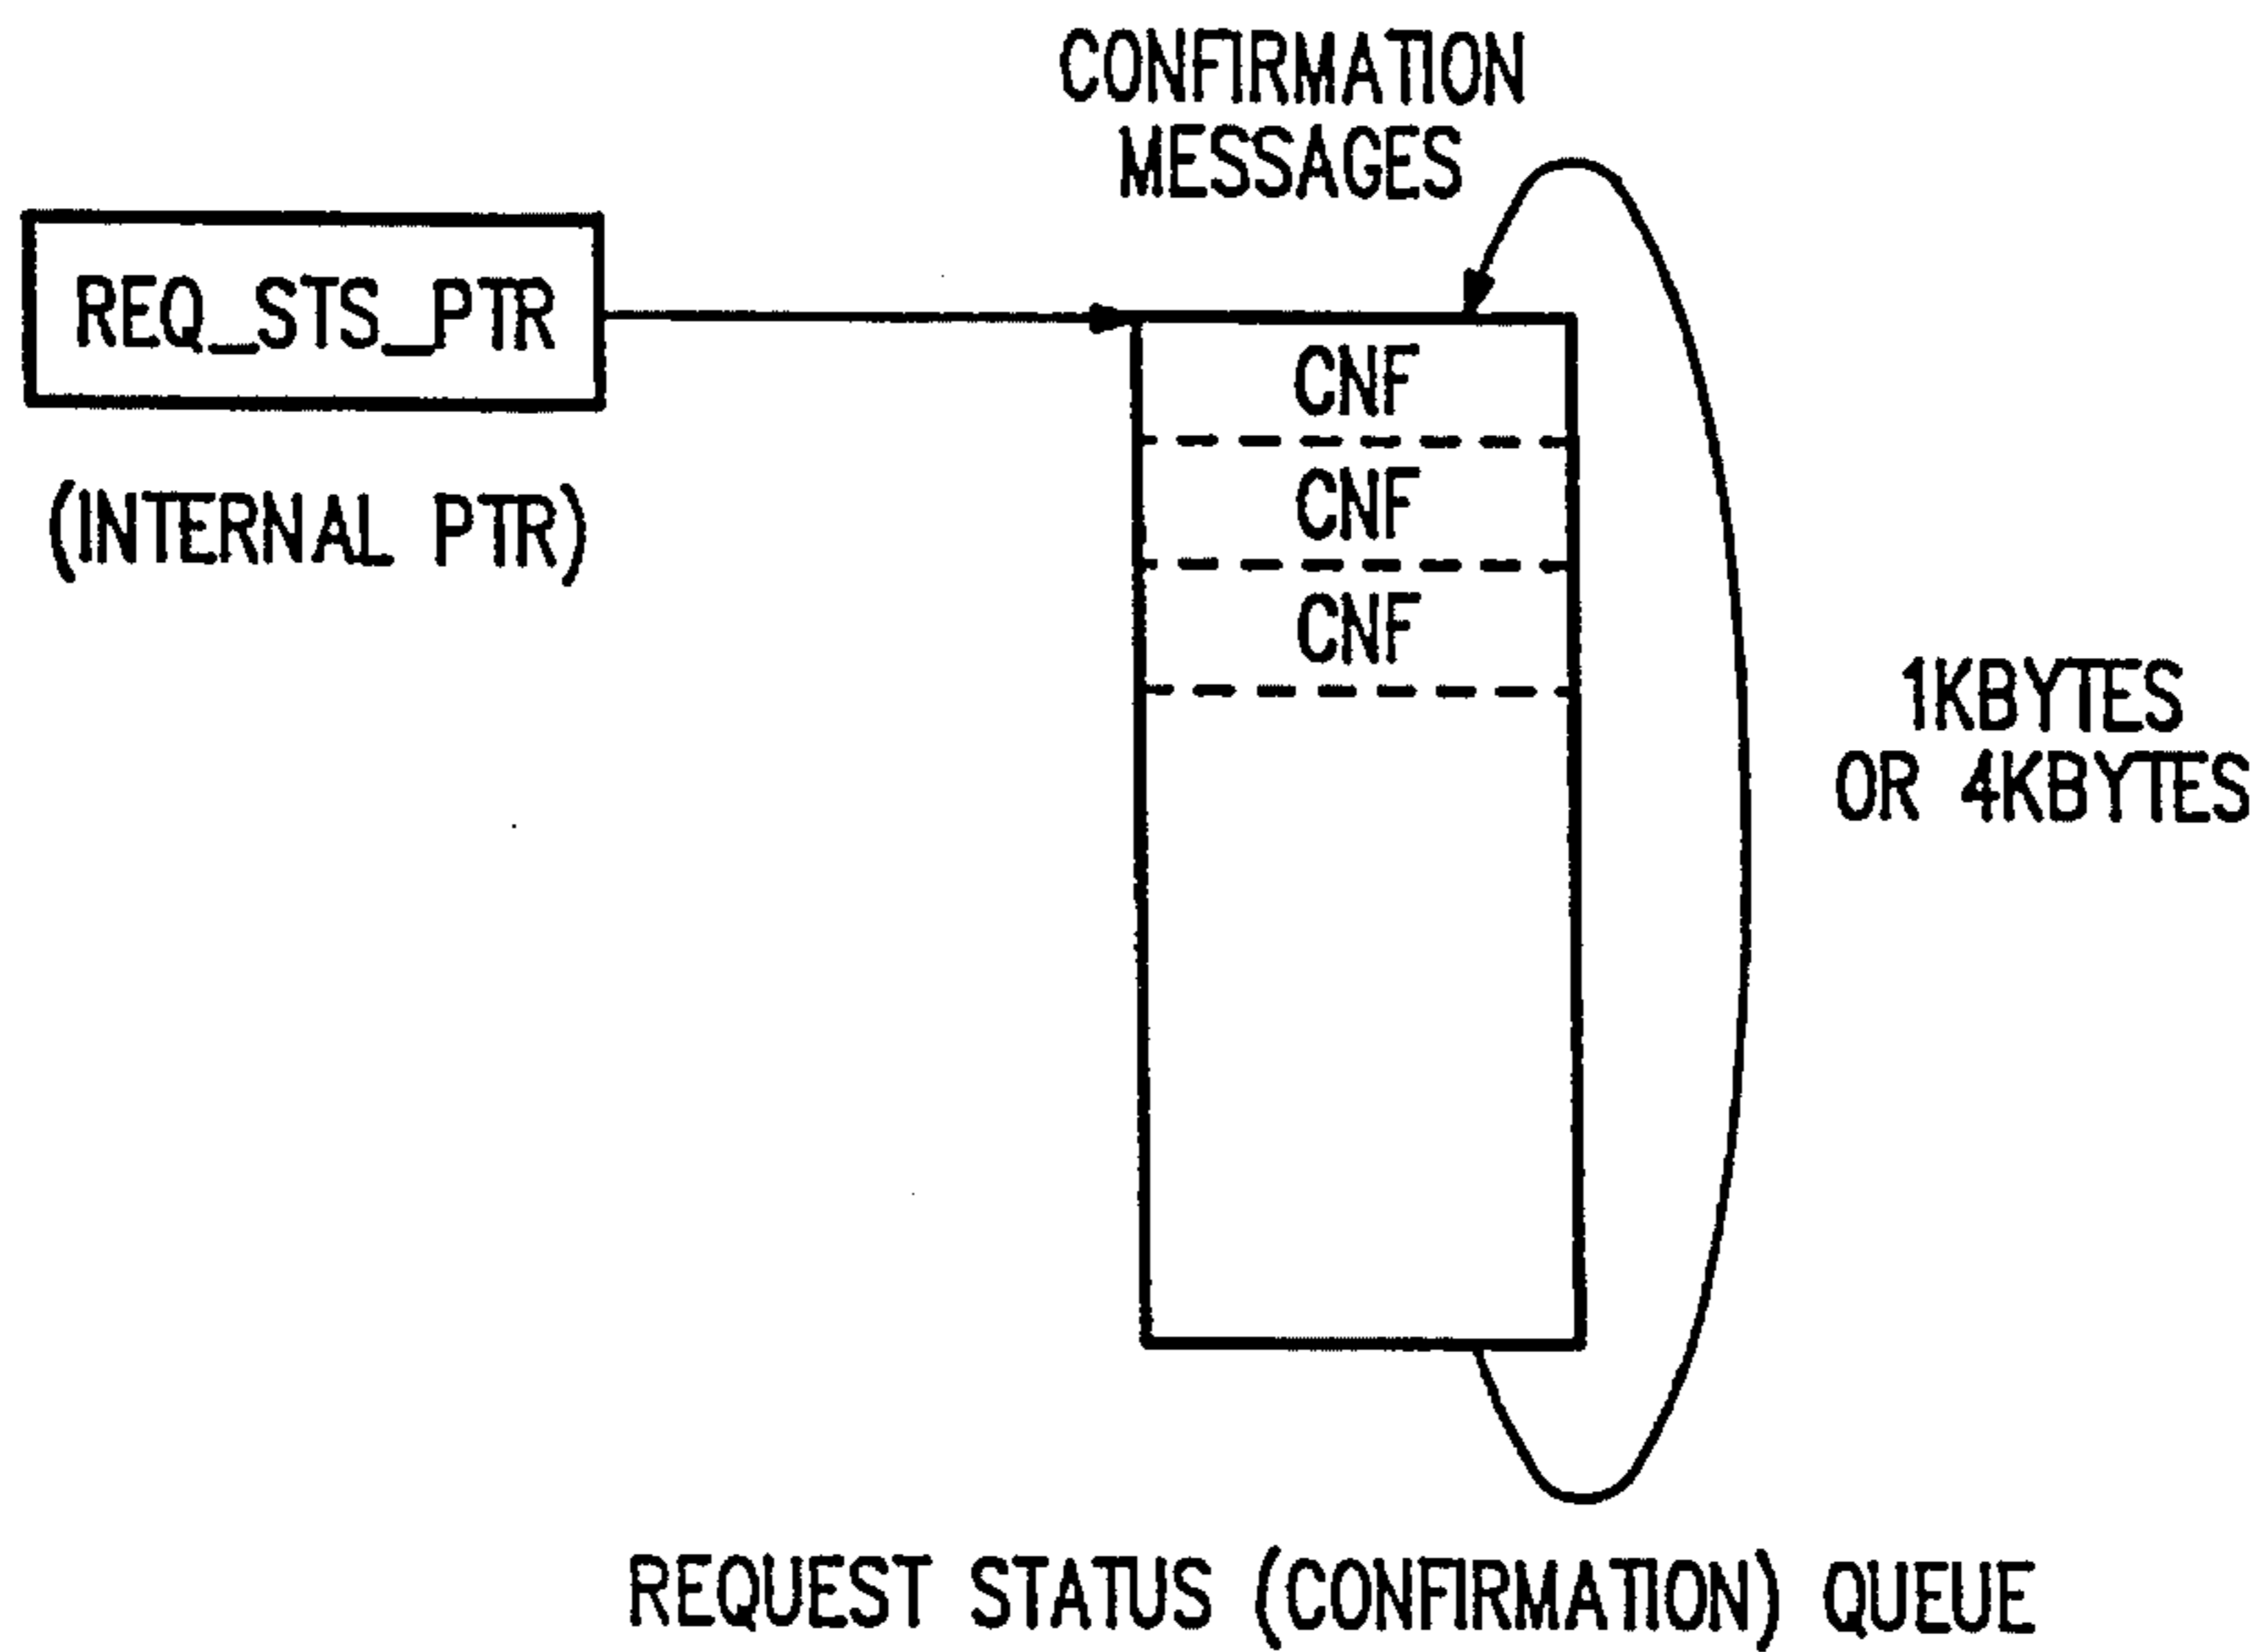 CONFIRMATION
MESSAGES
REQ_STS_PTR
(INTERNAL PTR)
CNF
CNF
CNF
1KBYTES
OR 4KBYTES
REQUEST STATUS (CONFIRMATION) QUEUE